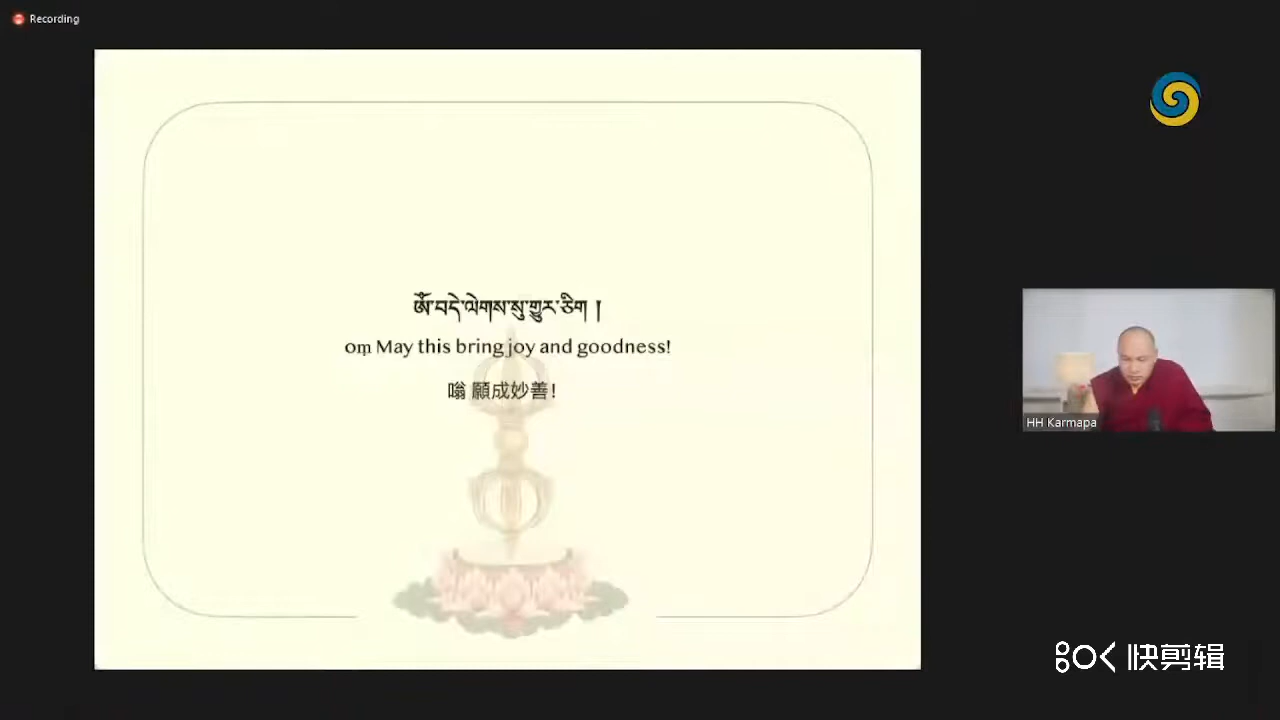 Recording
ༀ་བདེ་ལེགས་སུ་གྱུར་ཅིག །
oṃ May this bring joy and goodness!
嗡 願成妙善!
HH Karmapa
快剪辑